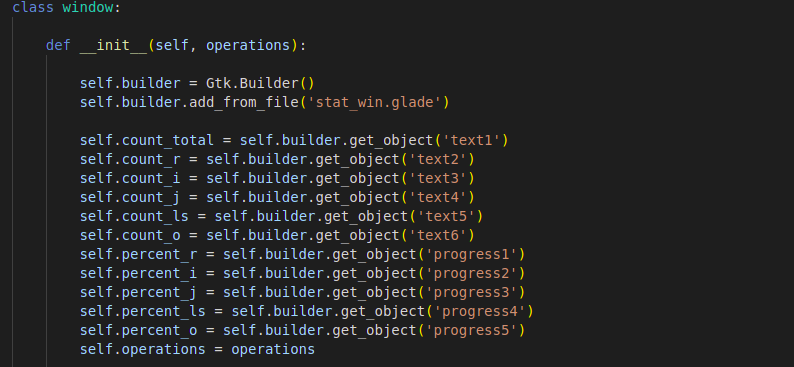 class window:
def __init__(self, operations):
self.builder = Gtk.Builder()
self.builder.add_from_file('stat_win.glade')
self.count_total = self.builder.get_object('text1')
self.count_r = self.builder.get_object('text2')
self.count_i = self.builder.get_object('text3')
self.count_j = self.builder.get_object('text4')
self.count_ls = self.builder.get_object('text5')
self.count_o = self.builder.get_object('text6')
self.percent_r = self.builder.get_object('progress1')
self.percent_i = self.builder.get_object('progress2')
self.percent_j = self.builder.get_object('progress3')
self.percent_ls = self.builder.get_object('progress4')
self.percent_o = self.builder.get_object('progress5')
self.operations = operations